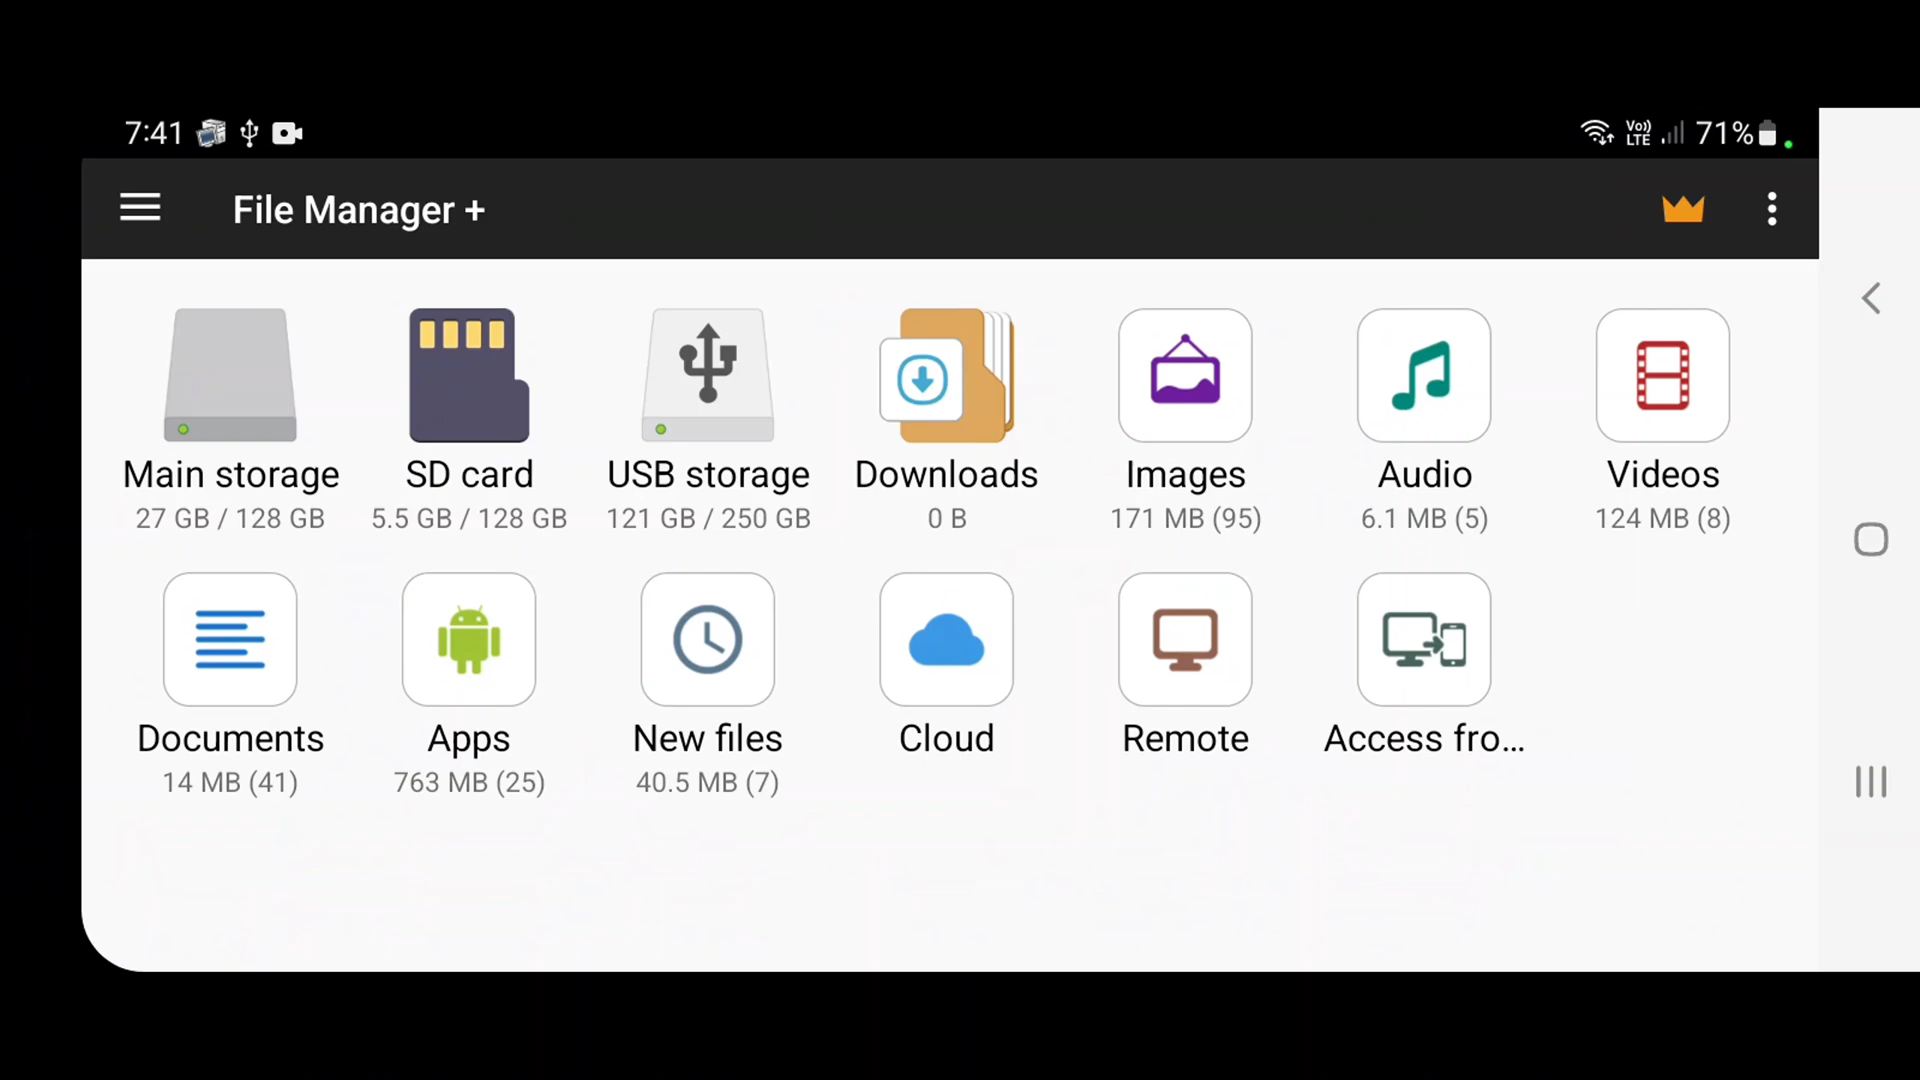 7:41
Vo)) LTE
71%
File Manager +
Main storage
27 GB / 128 GB
SD card
5.5 GB / 128 GB
USB storage
121 GB / 250 GB
Downloads
0 B
Images
171 MB (95)
Audio
6.1 MB (5)
Videos
124 MB (8)
Documents
14 MB (41)
Apps
763 MB (25)
New files
40.5 MB (7)
Cloud
Remote
Access fro...